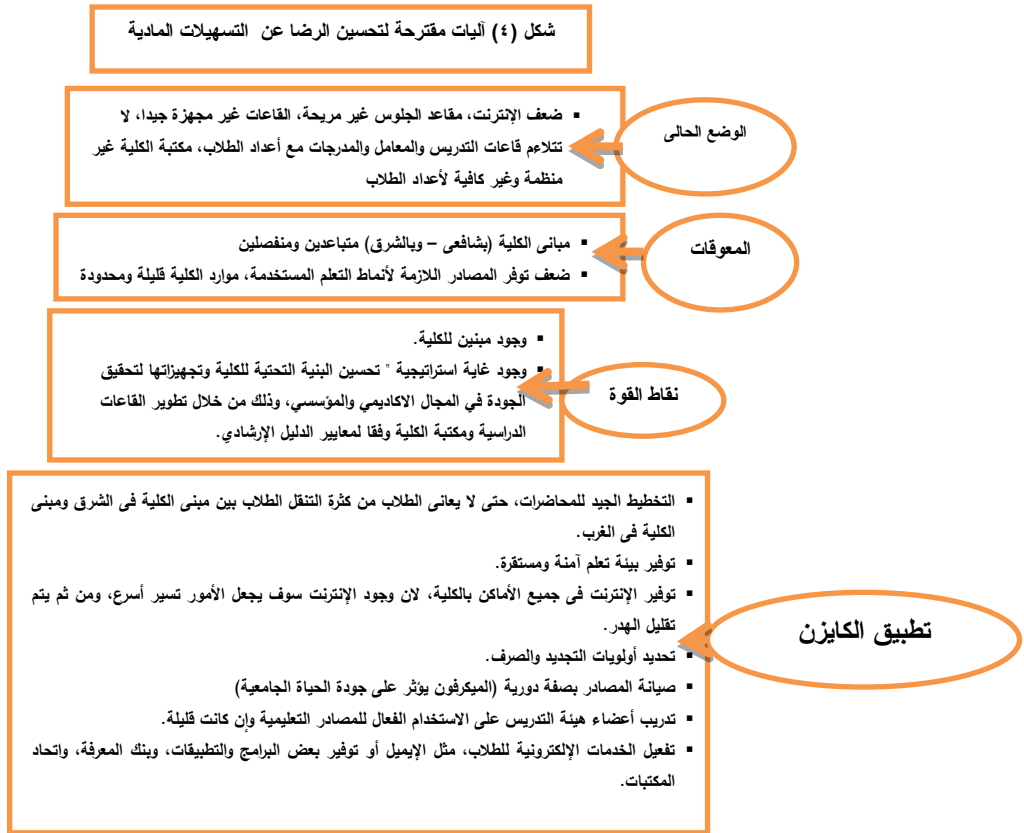 شكل (٤) آليات مقترحة لتحسين الرضا عن التسهيلات المادية
الوضع الحالى
▪ ضعف الإنترنت، مقاعد الجلوس غير مريحة، القاعات غير مجهزة جيدا، لا
تتلاءم قاعات التدريس والمعامل والمدرجات مع أعداد الطلاب، مكتبة الكلية غير
منظمة وغير كافية لأعداد الطلاب
المعوقات
▪ مبانى الكلية (بشافعى – وبالشرق) متباعدين ومنفصلين
▪ ضعف توفر المصادر اللازمة لأنماط التعلم المستخدمة، موارد الكلية قليلة ومحدودة
نقاط القوة
▪ وجود مبنين للكلية.
▪ وجود غاية استراتيجية " تحسين البنية التحتية للكلية وتجهيزاتها لتحقيق
الجودة في المجال الاكاديمي والمؤسسي، وذلك من خلال تطوير القاعات
الدراسية ومكتبة الكلية وفقا لمعايير الدليل الإرشادي.
تطبيق الكايزن
▪ التخطيط الجيد للمحاضرات، حتى لا يعانى الطلاب من كثرة التنقل الطلاب بين مبنى الكلية فى الشرق ومبنى
الكلية فى الغرب.
▪ توفير بيئة تعلم آمنة ومستقرة.
▪ توفير الإنترنت فى جميع الأماكن بالكلية، لان وجود الإنترنت سوف يجعل الأمور تسير أسرع، ومن ثم يتم
تقليل الهدر.
▪ تحديد أولويات التجديد والصرف.
▪ صيانة المصادر بصفة دورية (الميكرفون يؤثر على جودة الحياة الجامعية)
▪ تدريب أعضاء هيئة التدريس على الاستخدام الفعال للمصادر التعليمية وإن كانت قليلة.
▪ تفعيل الخدمات الإلكترونية للطلاب، مثل الإيميل أو توفير بعض البرامج والتطبيقات، وبنك المعرفة، واتحاد
المكتبات.